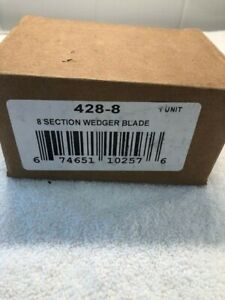 428-8 1 UNIT
8 SECTION WEDGER BLADE
6 74651 10257 6